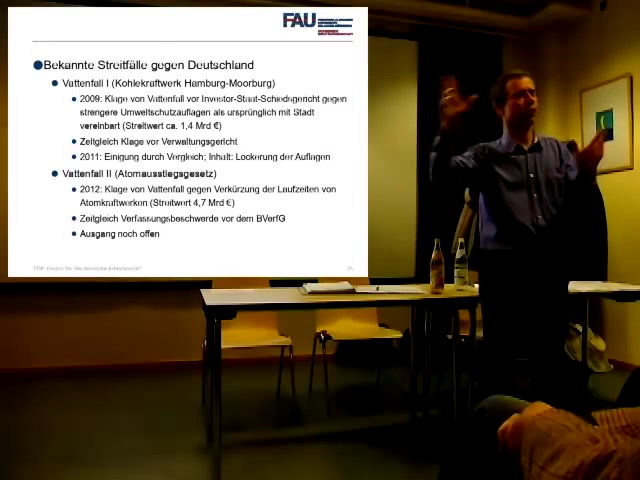 FAU
Bekannte Streitfälle gegen Deutschland
Vattenfall I (Kohlekraftwerk Hamburg-Moorburg)
2009: Klage von Vattenfall vor Investor-Staat-Schiedsgericht gegen
strengere Umweltschutzauflagen als ursprünglich mit Stadt
vereinbart (Streitwert ca. 1,4 Mrd €)
Zeitgleich Klage vor Verwaltungsgericht
2011: Einigung durch Vergleich; Inhalt: Lockerung der Auflagen
Vattenfall II (Atomausstiegsgesetz)
2012: Klage von Vattenfall gegen Verkürzung der Laufzeiten von
Atomkraftwerken (Streitwert 4,7 Mrd €)
Zeitgleich Verfassungsbeschwerde vor dem BVerfG
Ausgang noch offen